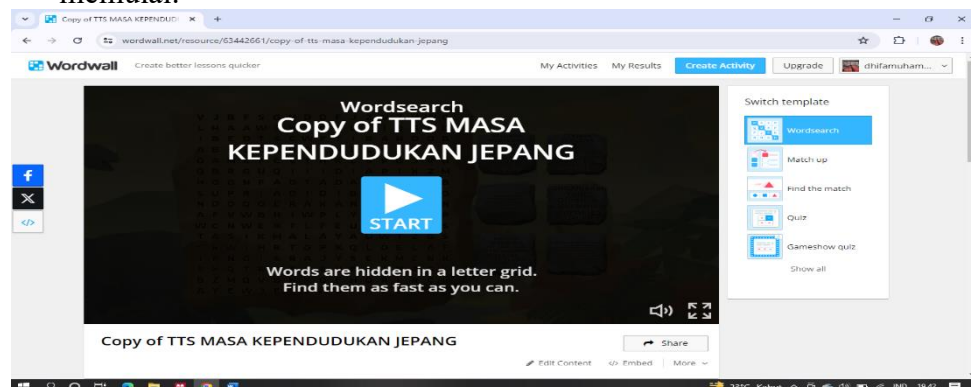 Copy of TTS MASA KEPENDUD
wordwall.net/resource/63442661/copy-of-tts-masa-kependudukan-jepang
Wordwall
Create better lessons quicker
My Activities
My Results
Create Activity
Upgrade
dhifamuham...
Wordsearch
Copy of TTS MASA
KEPENDUDUKAN JEPANG
START
Words are hidden in a letter grid.
Find them as fast as you can.
Switch template
Wordsearch
Match up
Find the match
Quiz
Gameshow quiz
Show all
Copy of TTS MASA KEPENDUDUKAN JEPANG
Share
Edit Content
Embed
More
IND